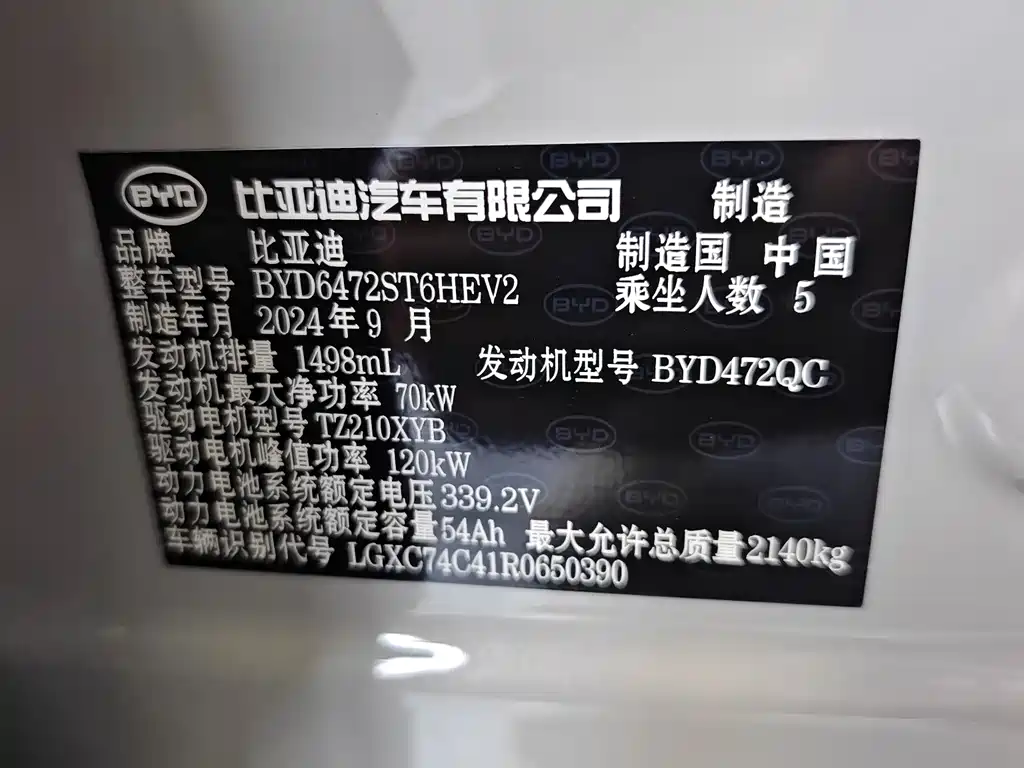 BYD 比亚迪汽车有限公司 制造
品牌 比亚迪 制造国 中国
整车型号 BYD6472ST6HEV2 乘坐人数 5
制造年月 2024年9月
发动机排量 1498mL 发动机型号 BYD472QC
发动机最大净功率 70kW
驱动电机型号 TZ210XYB
驱动电机峰值功率 120kW
动力电池系统额定电压 339.2V
动力电池系统额定容量 54Ah 最大允许总质量 2140kg
车辆识别代号 LGXC74C41R0650390